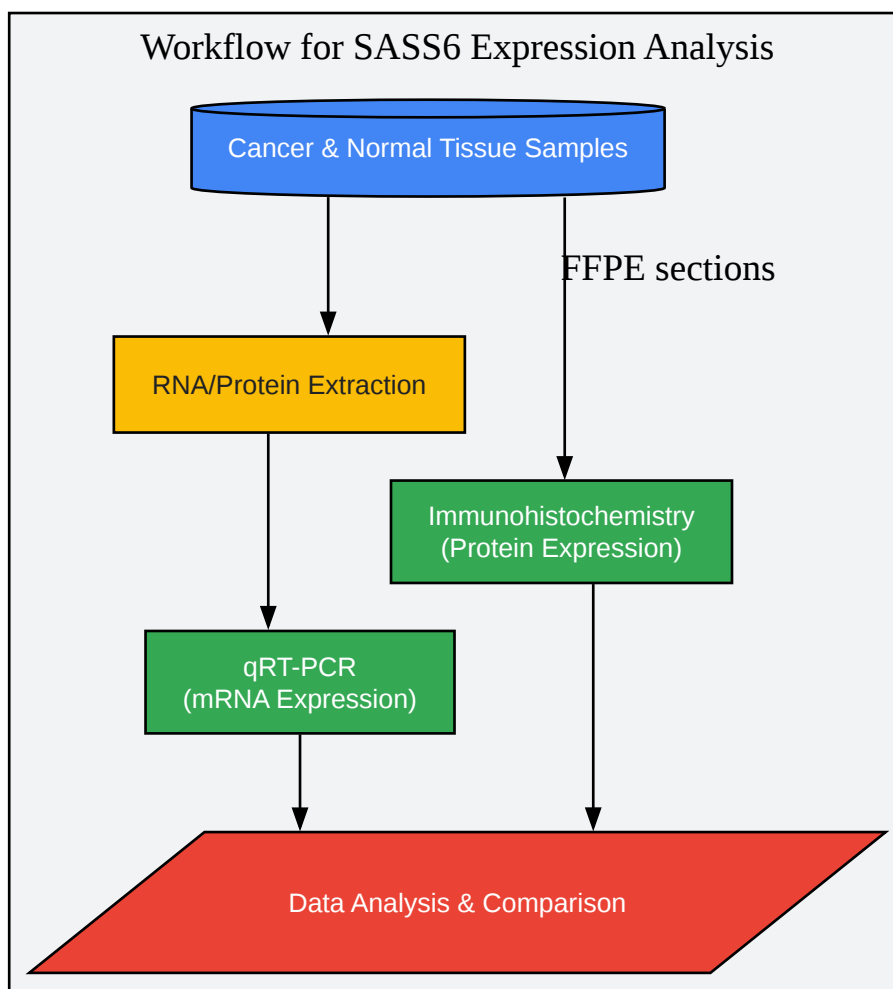 Workflow for SASS6 Expression Analysis
Cancer & Normal Tissue Samples
FFPE sections
RNA/Protein Extraction
Immunohistochemistry
(Protein Expression)
qRT-PCR
(mRNA Expression)
Data Analysis & Comparison